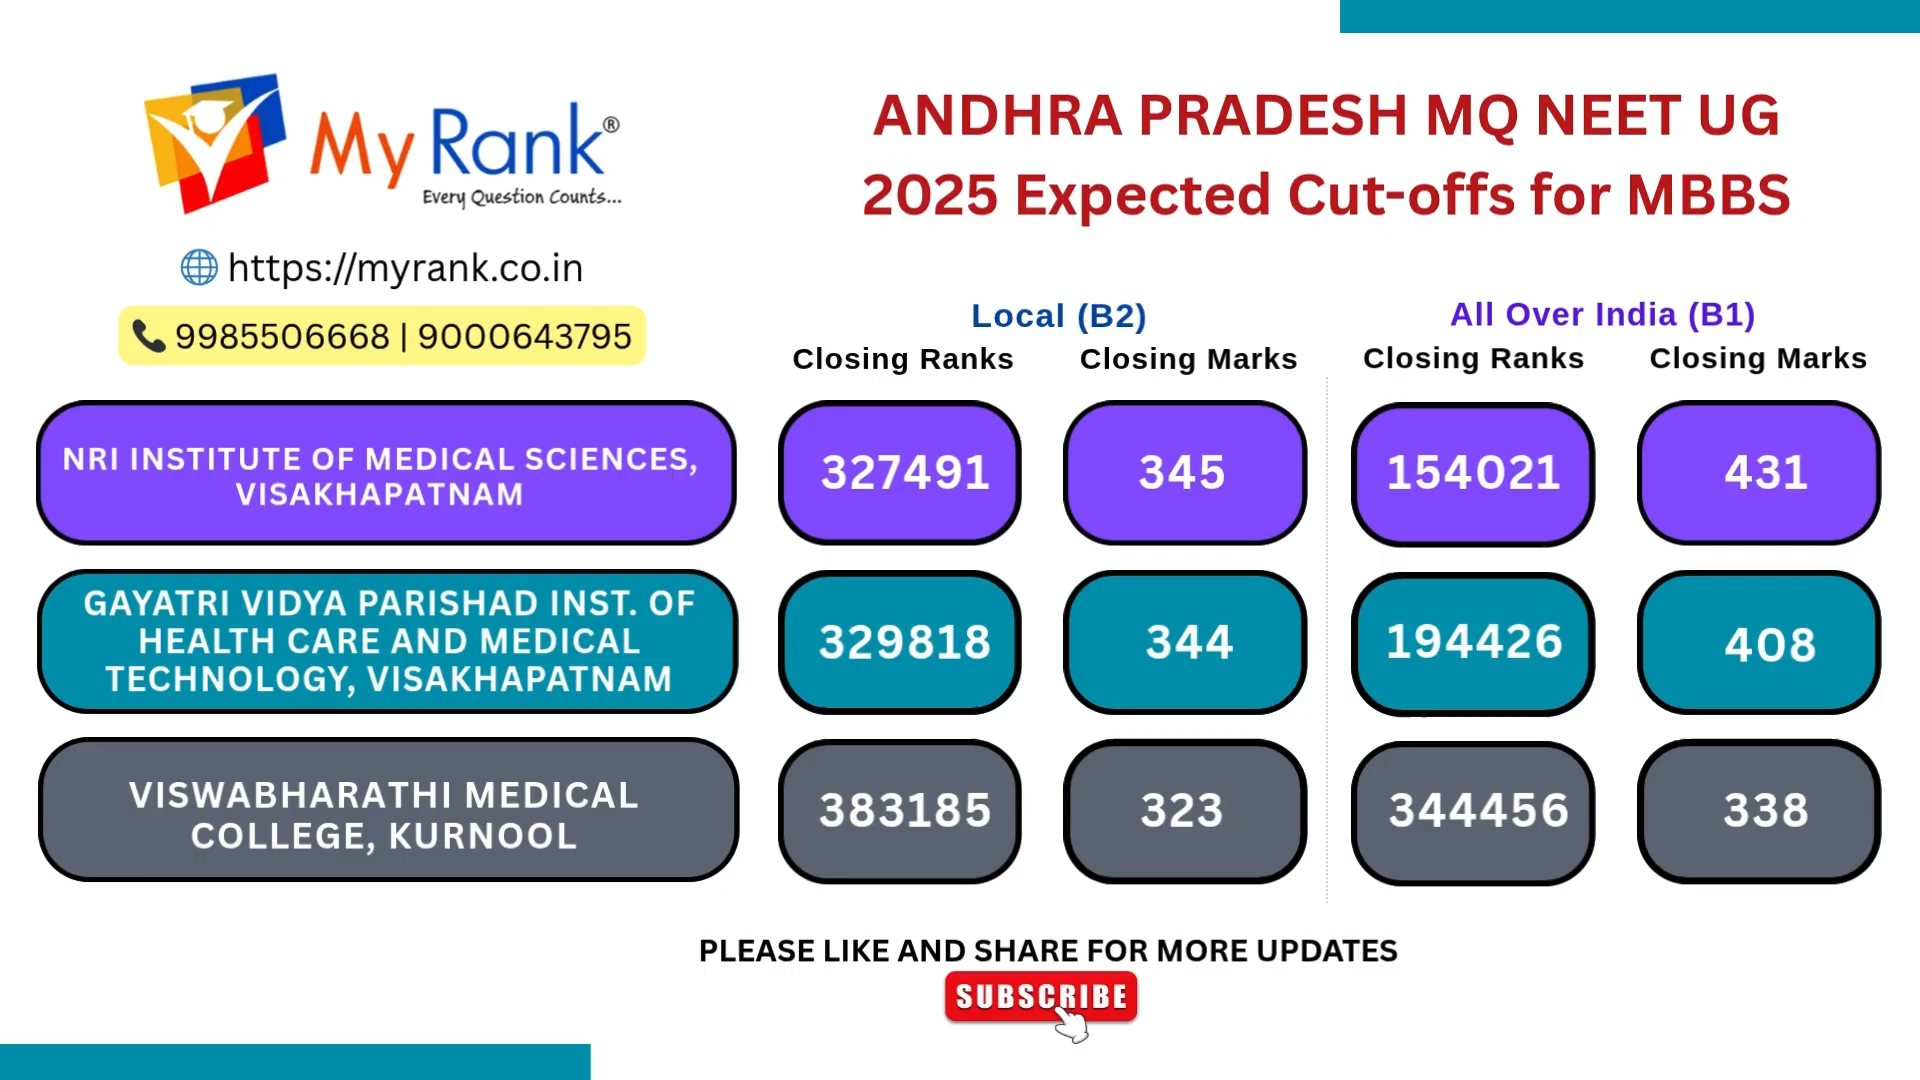 My Rank®
Every Question Counts...
https://myrank.co.in
9985506668 | 9000643795
ANDHRA PRADESH MQ NEET UG
2025 Expected Cut-offs for MBBS
Local (B2)
All Over India (B1)
Closing Ranks
Closing Marks
Closing Ranks
Closing Marks
NRI INSTITUTE OF MEDICAL SCIENCES,
VISAKHAPATNAM
327491
345
154021
431
GAYATRI VIDYA PARISHAD INST. OF
HEALTH CARE AND MEDICAL
TECHNOLOGY, VISAKHAPATNAM
329818
344
194426
408
VISWABHARATHI MEDICAL
COLLEGE, KURNOOL
383185
323
344456
338
PLEASE LIKE AND SHARE FOR MORE UPDATES
SUBSCRIBE